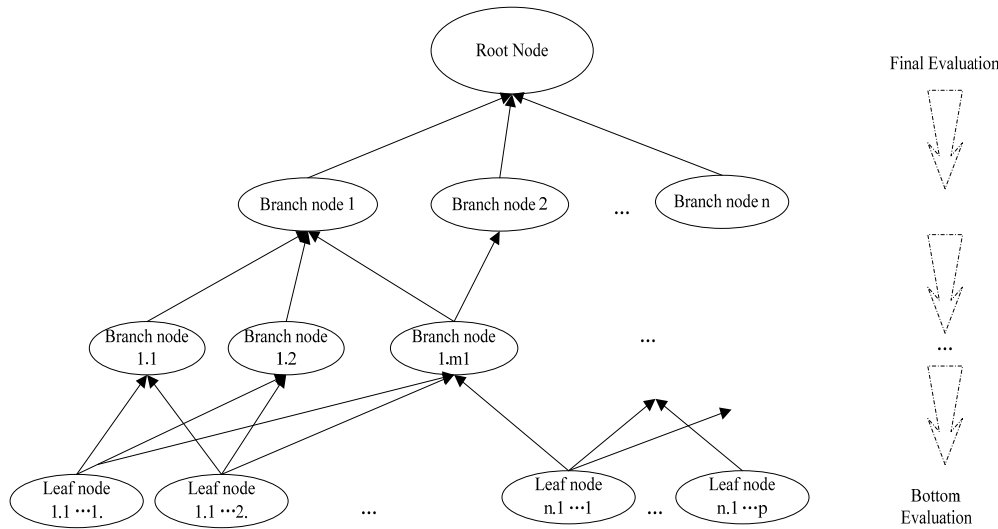 Root Node
Final Evaluation
Branch node 1
Branch node 2
...
Branch node n
Branch node
1.1
Branch node
1.2
Branch node
1.m1
...
...
Leaf node
1.1 ···1.
Leaf node
1.1 ···2.
...
Leaf node
n.1 ···1
...
Leaf node
n.1 ···p
Bottom
Evaluation